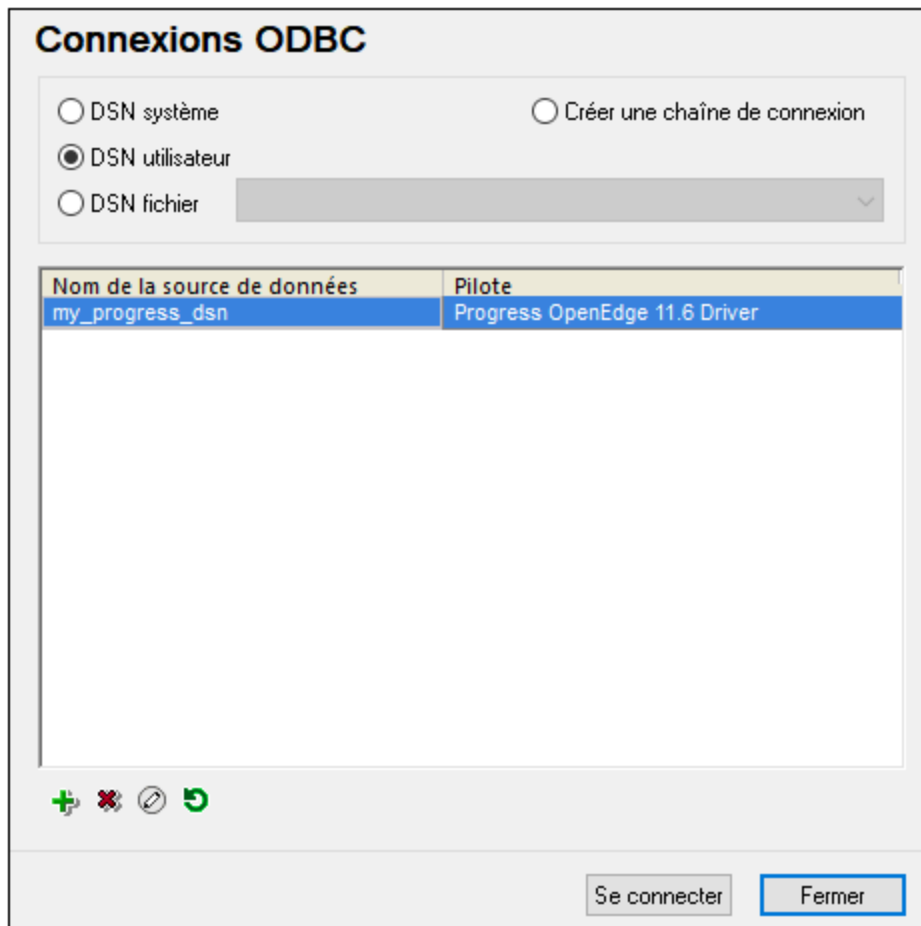 Connexions ODBC
DSN système
Créer une chaîne de connexion
DSN utilisateur
DSN fichier
Nom de la source de données Pilote
my_progress_dsn Progress OpenEdge 11.6 Driver
Se connecter Fermer